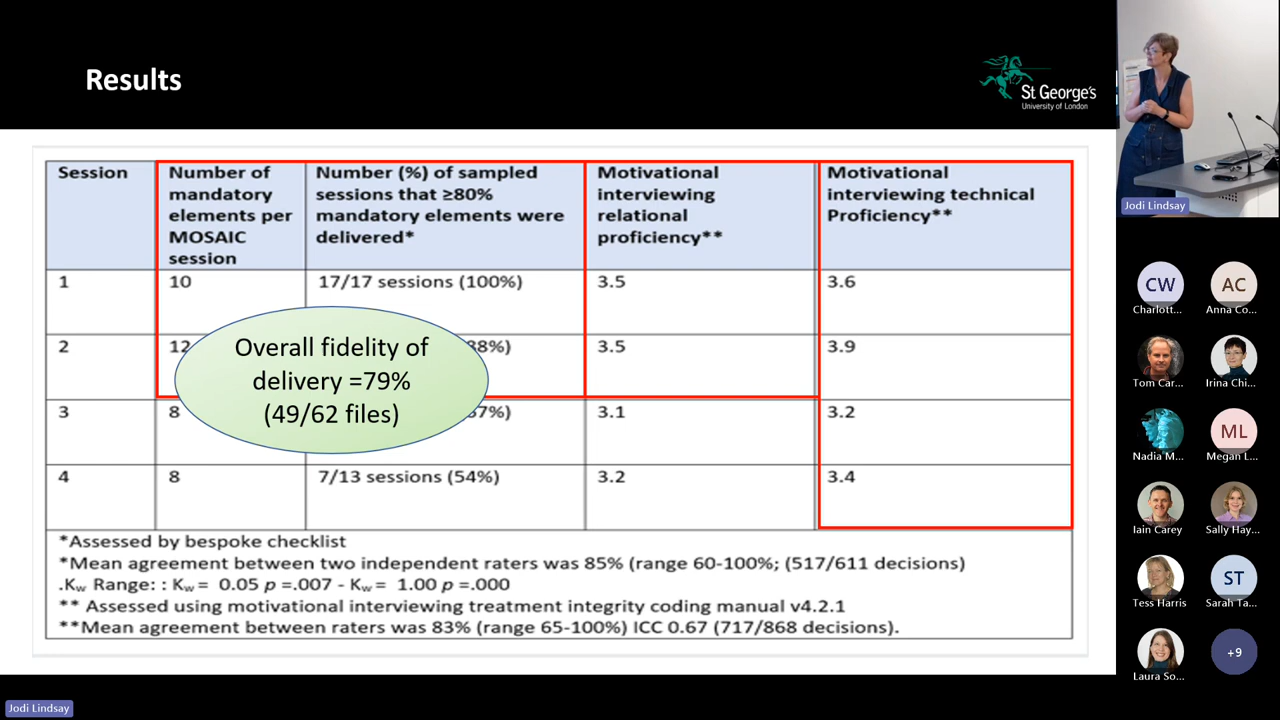 Results
St George's
University of London
Session
Number of
mandatory
elements per
MOSAIC
session
Number (%) of sampled
sessions that ≥80%
mandatory elements were
delivered*
Motivational
interviewing
relational
proficiency**
Motivational
interviewing technical
Proficiency**
1
10
17/17 sessions (100%)
3.5
3.6
2
12
3.5
3.9
3
8
3.1
3.2
4
8
7/13 sessions (54%)
3.2
3.4
Overall fidelity of
delivery =79%
(49/62 files)
*Assessed by bespoke checklist
*Mean agreement between two independent raters was 85% (range 60-100%; (517/611 decisions)
.Kw Range: : Kw = 0.05 p =.007 - Kw = 1.00 p =.000
** Assessed using motivational interviewing treatment integrity coding manual v4.2.1
**Mean agreement between raters was 83% (range 65-100%) ICC 0.67 (717/868 decisions).
Jodi Lindsay
CW
Charlott...
AC
Anna Co...
Tom Car...
Irina Chi...
Nadia M...
ML
Megan L...
Iain Carey
Sally Hay...
Tess Harris
ST
Sarah Ta...
Laura So...
+9
Jodi Lindsay